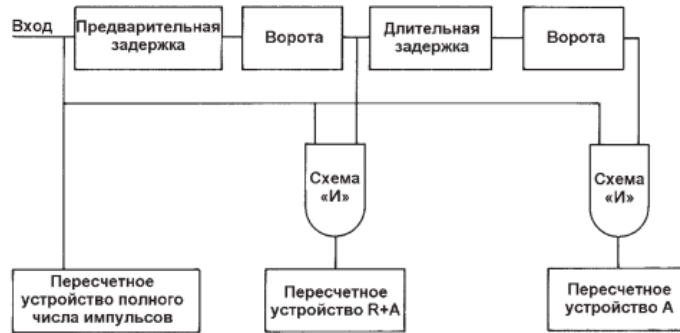 Вход
Предварительная
задержка
Ворота
Длительная
задержка
Ворота
Схема
«И»
Схема
«И»
Пересчетное
устройство полного
числа импульсов
Пересчетное
устройство R+A
Пересчетное
устройство А